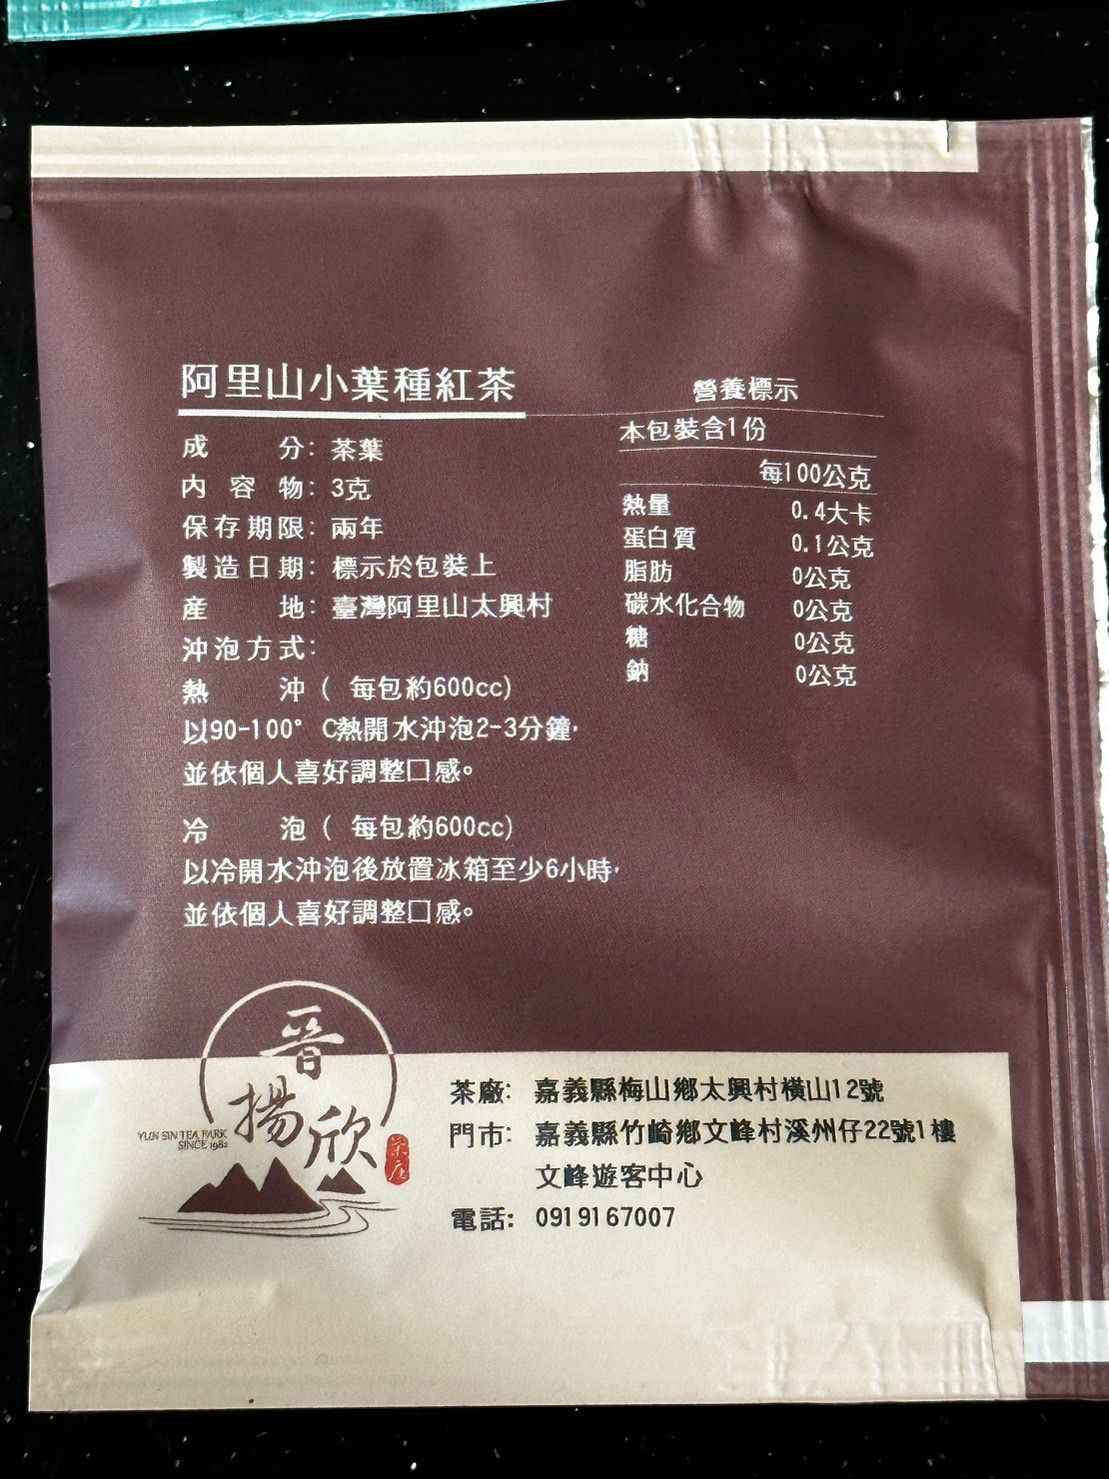 阿里山小葉種紅茶
成分：茶葉
內容物：3克
保存期限：兩年
製造日期：標示於包裝上
產地：臺灣阿里山太興村
沖泡方式：
熱沖（每包約600cc）
以90-100°C熱開水沖泡2-3分鐘，
並依個人喜好調整口感。
冷泡（每包約600cc）
以冷開水沖泡後放置冰箱至少6小時，
並依個人喜好調整口感。
營養標示
本包裝含1份
每100公克
熱量 0.4大卡
蛋白質 0.1公克
脂肪 0公克
碳水化合物 0公克
糖 0公克
鈉 0公克
晋
揚
欣
茶庄
YUN SIN TEA PARK
SINCE 1982
茶廠：嘉義縣梅山鄉太興村橫山12號
門市：嘉義縣竹崎鄉文峰村溪州仔22號1樓
文峰遊客中心
電話：0919167007